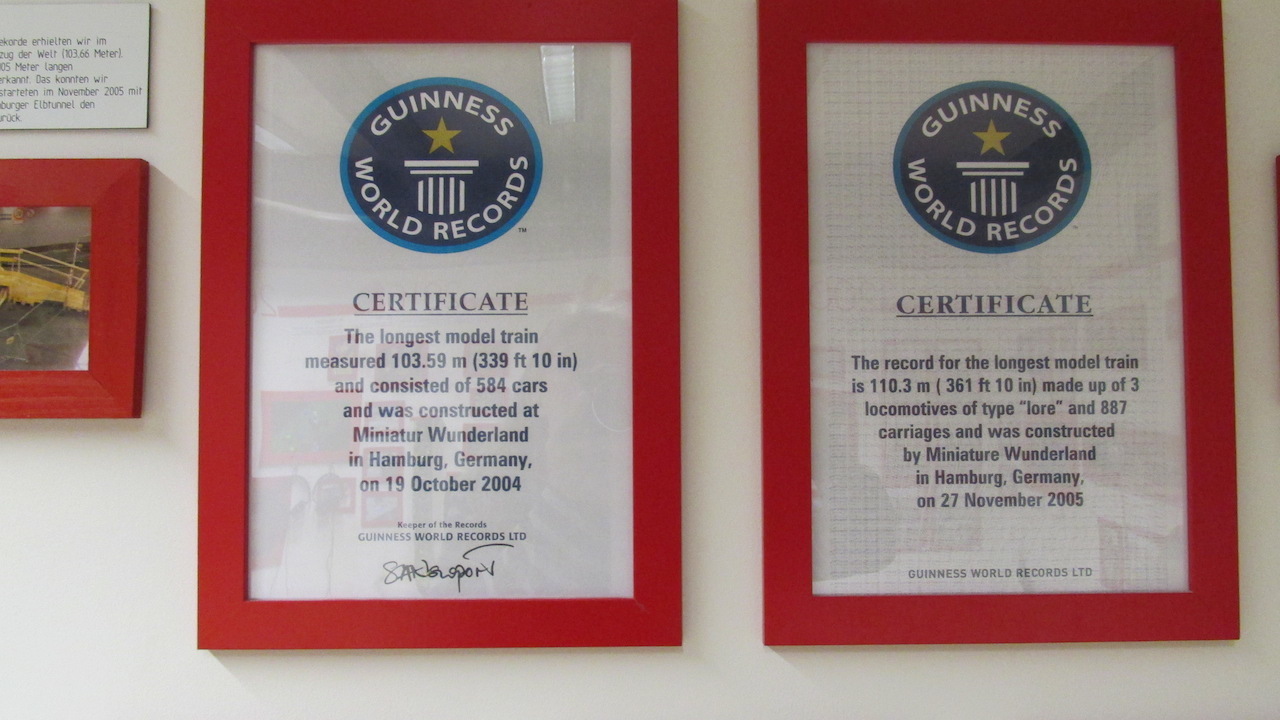 ekorde erhielten wir im
zug der Welt (103.66 Meter).
005 Meter langen
erkannt. Das konnten wir
starteten im November 2005 mit
burger Elbtunnel den
urück.
GUINNESS
WORLD RECORDS
™
CERTIFICATE
The longest model train
measured 103.59 m (339 ft 10 in)
and consisted of 584 cars
and was constructed at
Miniatur Wunderland
in Hamburg, Germany,
on 19 October 2004
Keeper of the Records
GUINNESS WORLD RECORDS LTD
GUINNESS
WORLD RECORDS
CERTIFICATE
The record for the longest model train
is 110.3 m ( 361 ft 10 in) made up of 3
locomotives of type "lore" and 887
carriages and was constructed
by Miniature Wunderland
in Hamburg, Germany,
on 27 November 2005
GUINNESS WORLD RECORDS LTD